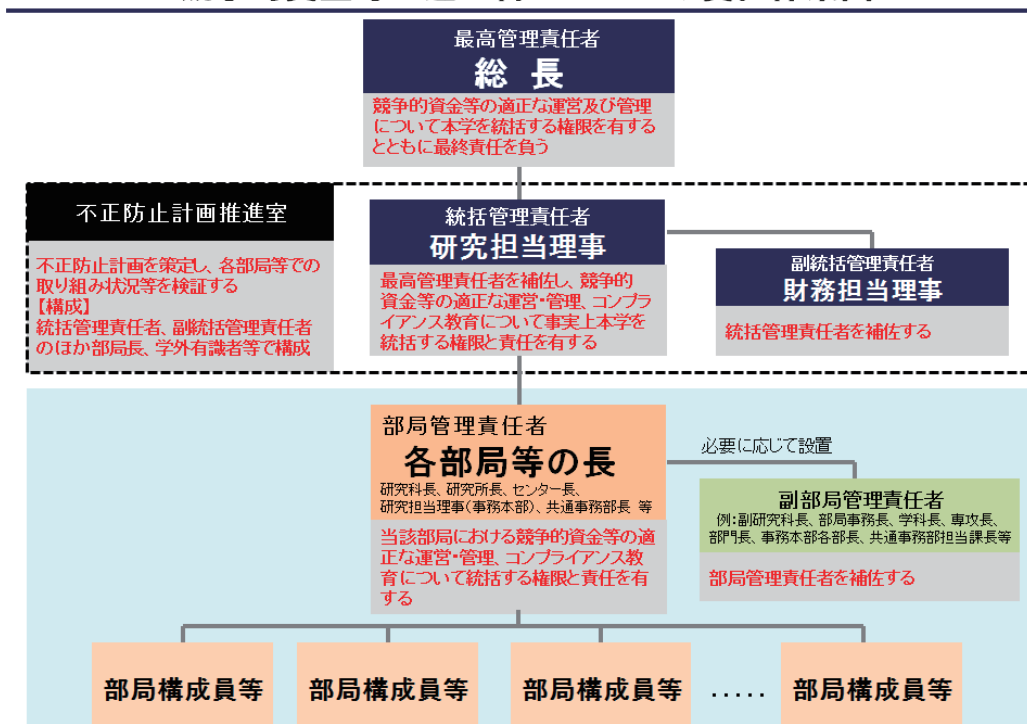 最高管理責任者
総 長
競争的資金等の適正な運営及び管理
について本学を統括する権限を有する
とともに最終責任を負う
不正防止計画推進室
不正防止計画を策定し、各部局等での
取り組み状況等を検証する
【構成】
統括管理責任者、副統括管理責任者
のほか部局長、学外有識者等で構成
統括管理責任者
研究担当理事
最高管理責任者を補佐し、競争的
資金等の適正な運営・管理、コンプラ
イアンス教育について事実上本学を
統括する権限と責任を有する
副統括管理責任者
財務担当理事
統括管理責任者を補佐する
部局管理責任者
各部局等の長
研究科長、研究所長、センター長、
研究担当理事(事務本部)、共通事務部長 等
当該部局における競争的資金等の適
正な運営・管理、コンプライアンス教
育について統括する権限と責任を有
する
必要に応じて設置
副部局管理責任者
例:副研究科長、部局事務長、学科長、専攻長、
部門長、事務本部各部長、共通事務部担当課長等
部局管理責任者を補佐する
部局構成員等
部局構成員等
部局構成員等
.....
部局構成員等